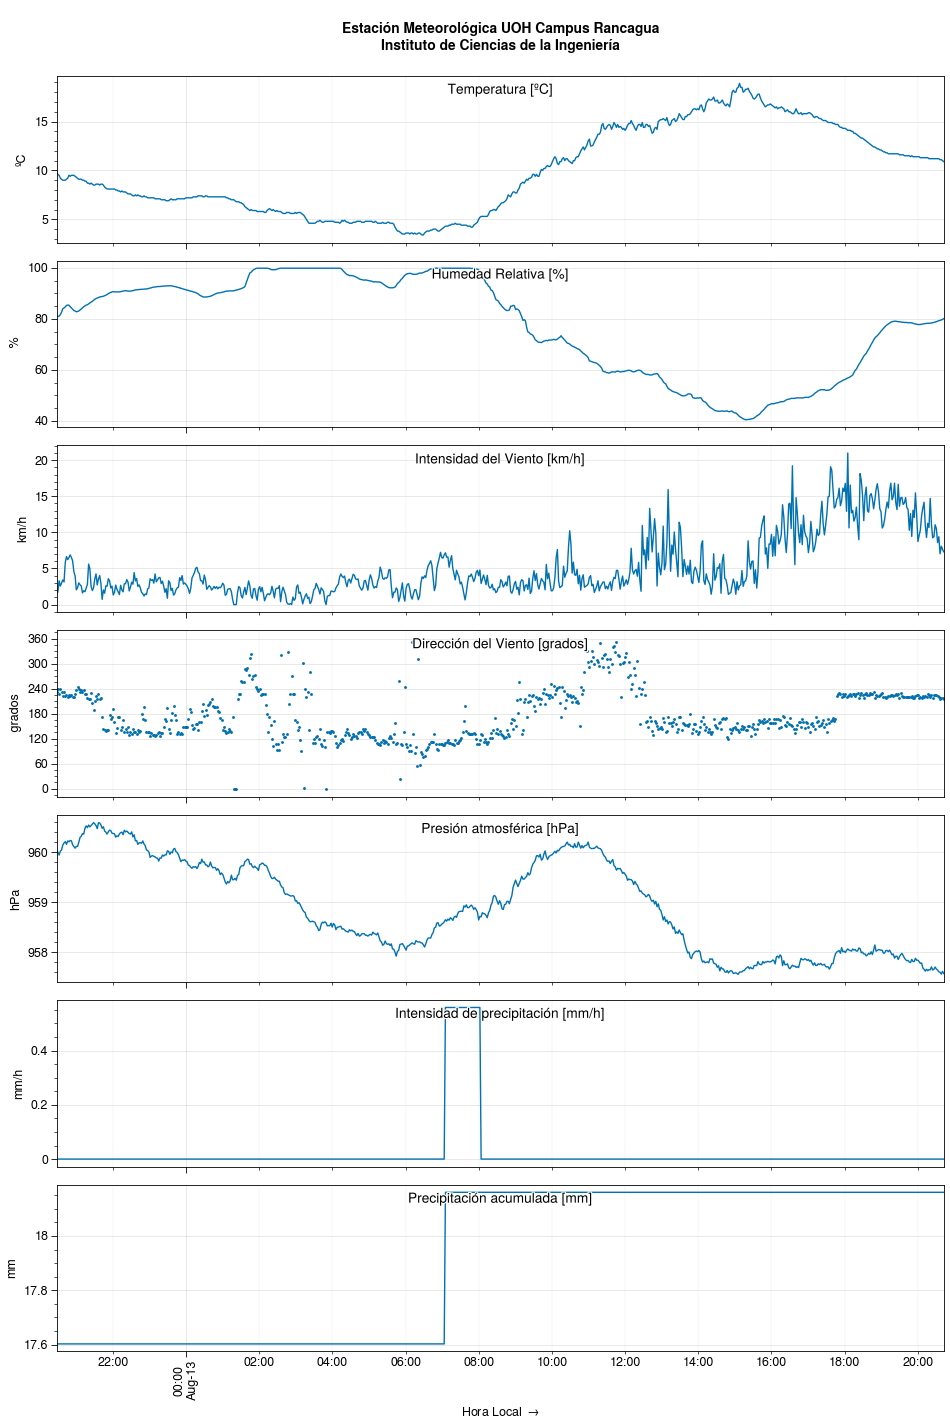 Estación Meteorológica UOH Campus Rancagua
Instituto de Ciencias de la Ingeniería
Temperatura [ºC]
ºC
15
10
5
Humedad Relativa [%]
%
100
80
60
40
Intensidad del Viento [km/h]
km/h
20
15
10
5
0
Dirección del Viento [grados]
grados
360
300
240
180
120
60
0
Presión atmosférica [hPa]
hPa
960
959
958
Intensidad de precipitación [mm/h]
mm/h
0.4
0.2
0
Precipitación acumulada [mm]
mm
18
17.8
17.6
22:00
00:00
Aug-13
02:00
04:00
06:00
08:00
10:00
12:00
14:00
16:00
18:00
20:00
Hora Local →